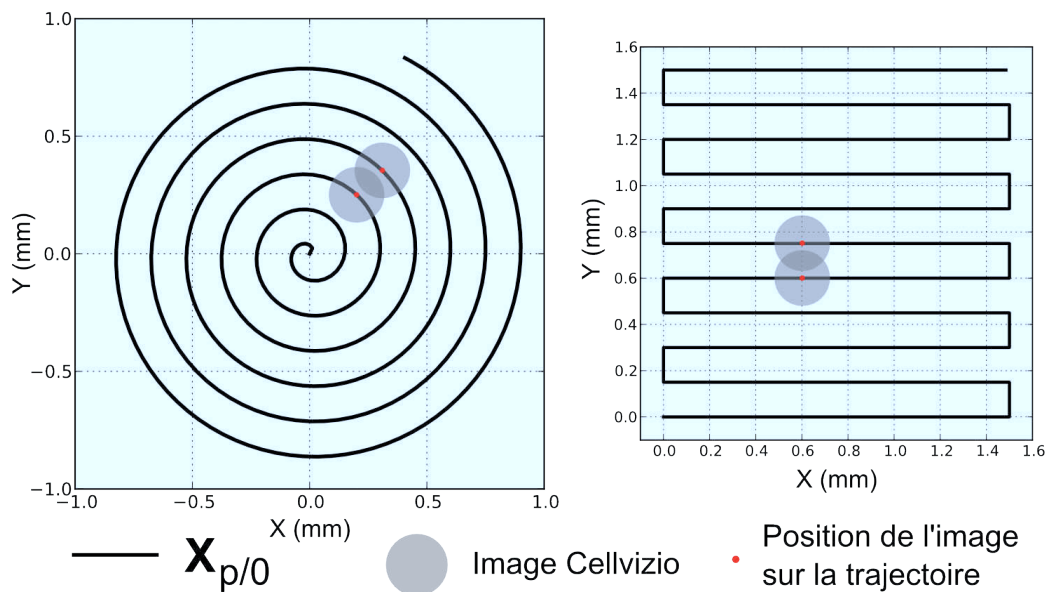 1.0
0.5
0.0
−0.5
−1.0
Y (mm)
−1.0 −0.5 0.0 0.5 1.0
X (mm)
1.6
1.4
1.2
1.0
0.8
0.6
0.4
0.2
0.0
Y (mm)
0.0 0.2 0.4 0.6 0.8 1.0 1.2 1.4 1.6
X (mm)
X p/0
Image Cellvizio
Position de l'image
sur la trajectoire